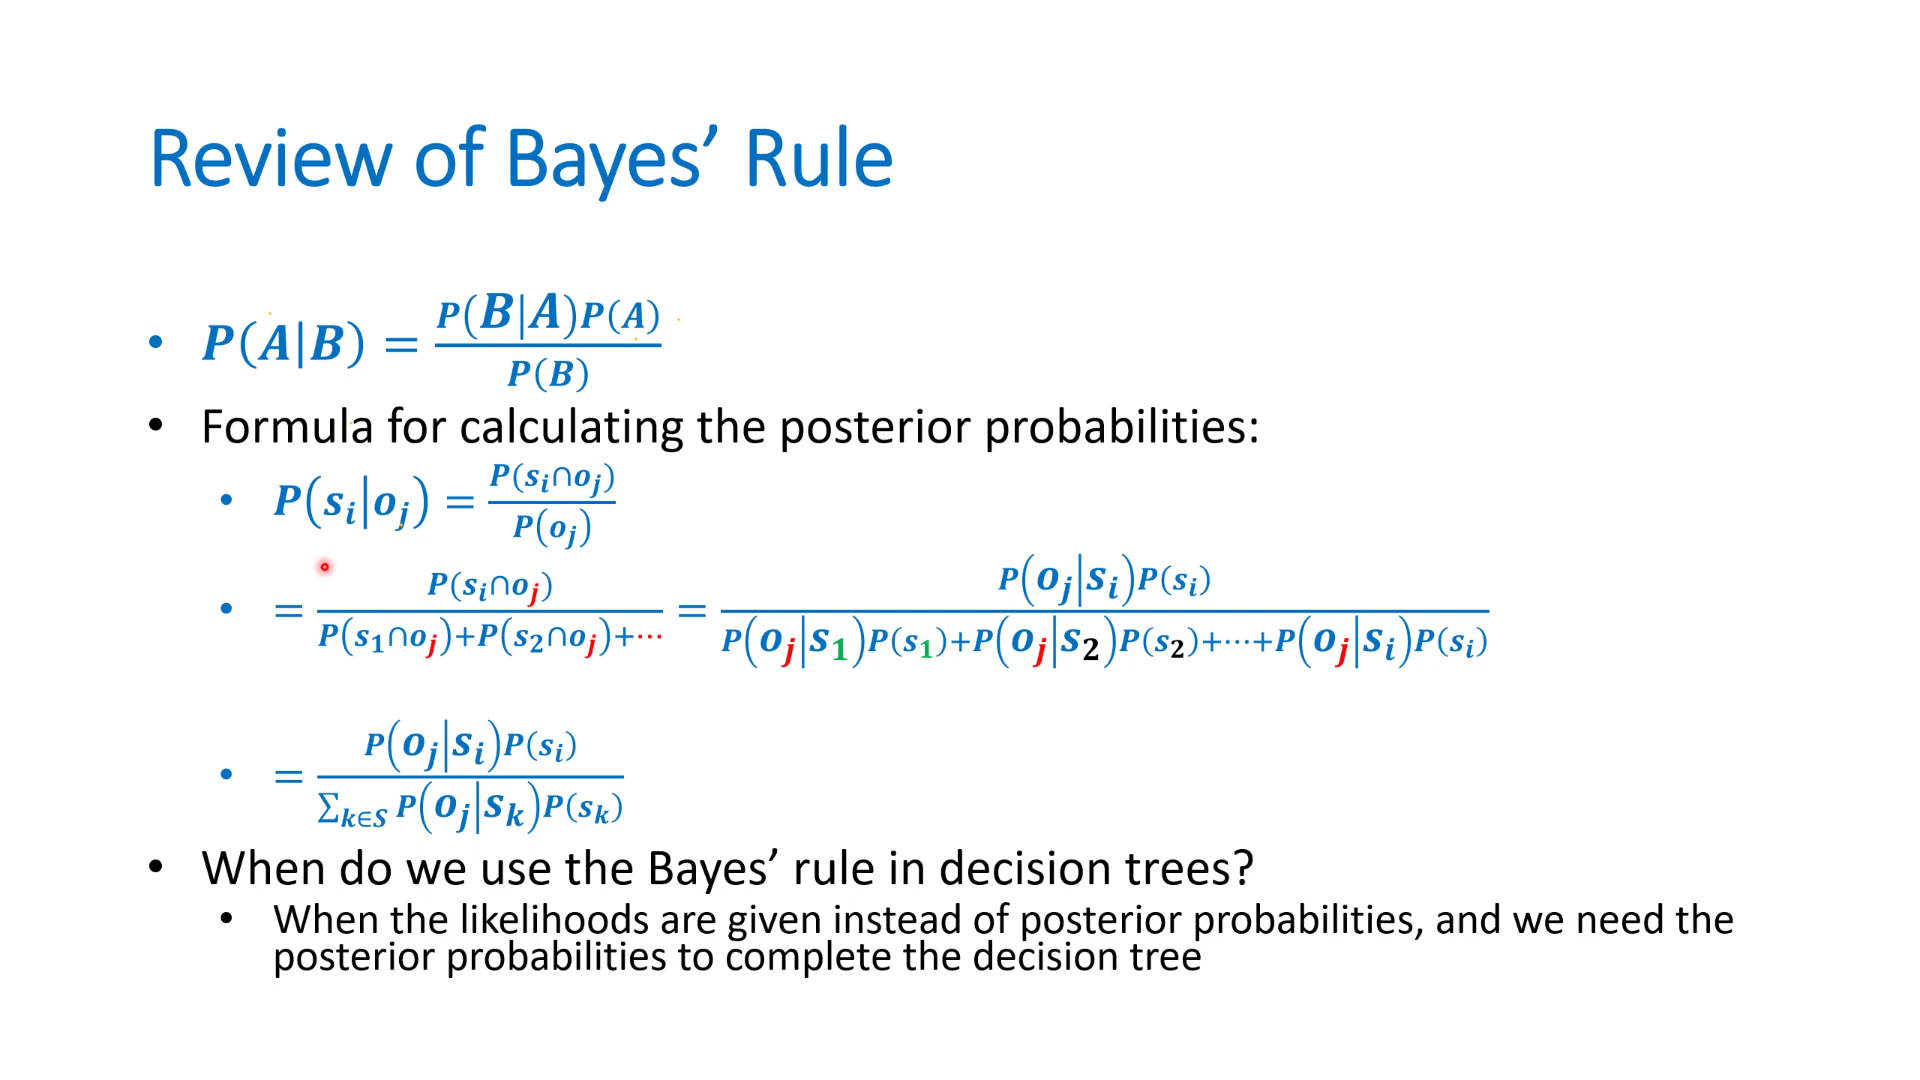 Review of Bayes’ Rule
• P(A|B) = P(B|A)P(A) / P(B)
• Formula for calculating the posterior probabilities:
• P(s_i|o_j) = P(s_i∩o_j) / P(o_j)
• = P(s_i∩o_j) / P(s_1∩o_j)+P(s_2∩o_j)+⋯ = P(o_j|s_i)P(s_i) / P(o_j|s_1)P(s_1)+P(o_j|s_2)P(s_2)+⋯+P(o_j|s_i)P(s_i)
• = P(o_j|s_i)P(s_i) / ∑_{k∈S} P(o_j|s_k)P(s_k)
• When do we use the Bayes’ rule in decision trees?
• When the likelihoods are given instead of posterior probabilities, and we need the
posterior probabilities to complete the decision tree